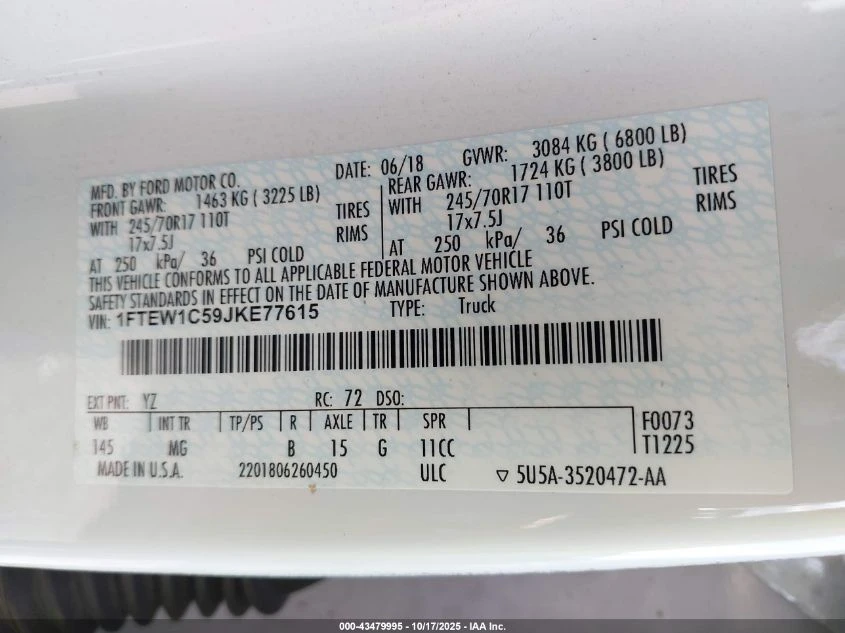 MFD. BY FORD MOTOR CO. DATE: 06/18 GVWR: 3084 KG ( 6800 LB)
FRONT GAWR: 1463 KG ( 3225 LB) REAR GAWR: 1724 KG ( 3800 LB)
WITH 245/70R17 110T TIRES WITH 245/70R17 110T TIRES
17x7.5J RIMS 17x7.5J RIMS
AT 250 kPa/ 36 PSI COLD AT 250 kPa/ 36 PSI COLD
THIS VEHICLE CONFORMS TO ALL APPLICABLE FEDERAL MOTOR VEHICLE
SAFETY STANDARDS IN EFFECT ON THE DATE OF MANUFACTURE SHOWN ABOVE.
VIN: 1FTEW1C59JKE77615 TYPE: Truck
EXT PNT: YZ RC: 72 DSO:
WB INT TR TP/PS R AXLE TR SPR F0073
145 MG B 15 G 11CC T1225
MADE IN U.S.A. 2201806260450 ULC ▽ 5U5A-3520472-AA
000-43479995 - 10/17/2025 - IAA Inc.